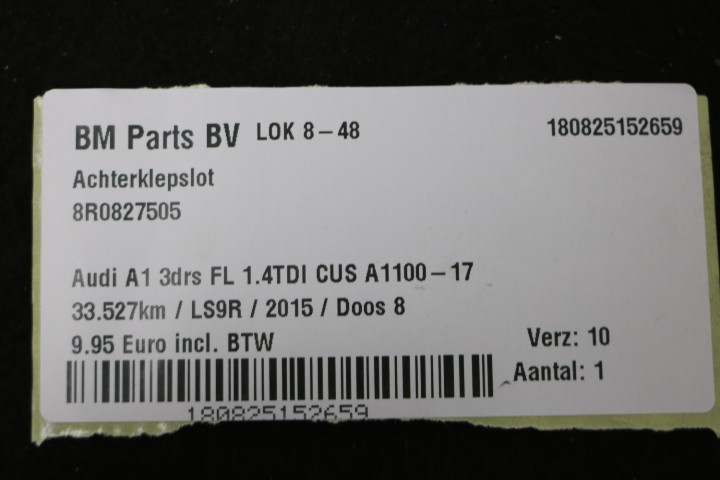 BM Parts BV LOK 8-48 180825152659
Achterklepslot
8R0827505
Audi A1 3drs FL 1.4TDI CUS A1100-17
33.527km / LS9R / 2015 / Doos 8
9.95 Euro incl. BTW Verz: 10
Aantal: 1
180825152659